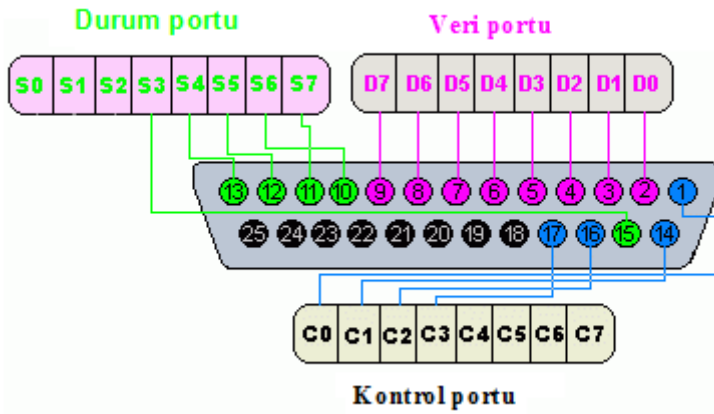 Durum portu Veri portu
S0 S1 S2 S3 S4 S5 S6 S7 D7 D6 D5 D4 D3 D2 D1 D0
13 12 11 10 9 8 7 6 5 4 3 2 1
25 24 23 22 21 20 19 18 17 16 15 14
C0 C1 C2 C3 C4 C5 C6 C7
Kontrol portu